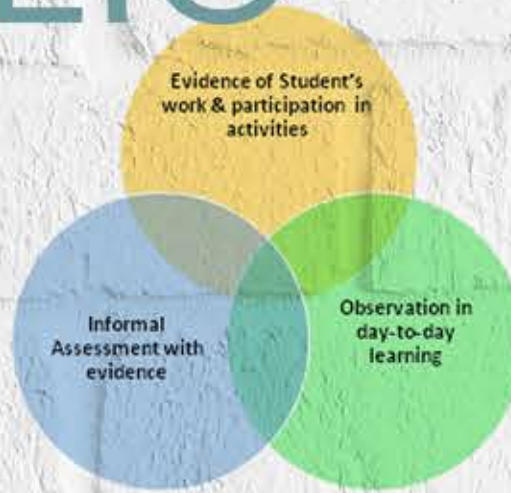 Evidence of Student's
work & participation in
activities
Informal
Assessment with
evidence
Observation in
day-to-day
learning